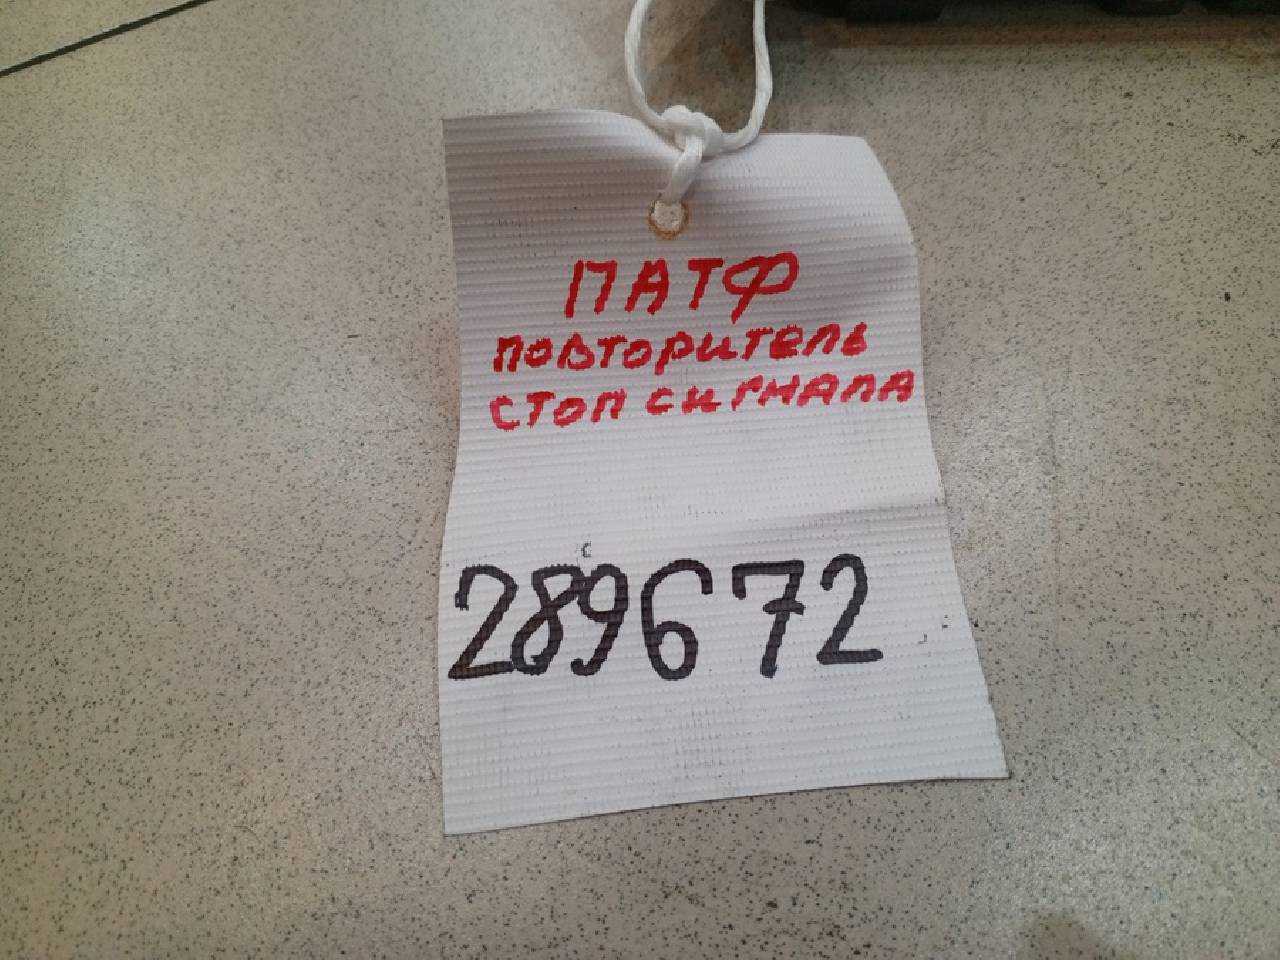 ПАТФ
повторитель
стоп сигнала
289672